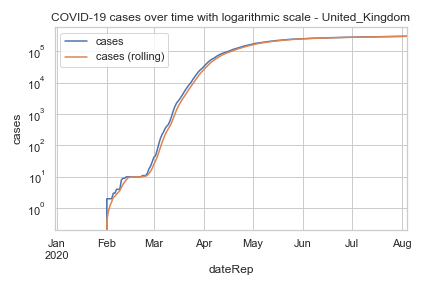 COVID-19 cases over time with logarithmic scale - United_Kingdom
cases
cases (rolling)
10^5
10^4
10^3
10^2
10^1
10^0
cases
Jan Feb Mar Apr May Jun Jul Aug
2020
dateRep